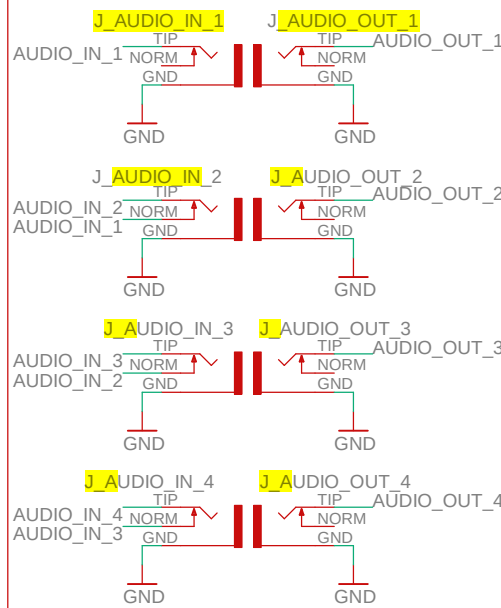 J_AUDIO_IN_1 J_AUDIO_OUT_1
TIP TIP
AUDIO_IN_1 AUDIO_OUT_1
NORM NORM
GND GND
GND GND
J_AUDIO_IN_2 J_AUDIO_OUT_2
TIP TIP
AUDIO_IN_2 AUDIO_OUT_2
NORM NORM
AUDIO_IN_1
GND GND
GND GND
J_AUDIO_IN_3 J_AUDIO_OUT_3
TIP TIP
AUDIO_IN_3 AUDIO_OUT_3
NORM NORM
AUDIO_IN_2
GND GND
GND GND
J_AUDIO_IN_4 J_AUDIO_OUT_4
TIP TIP
AUDIO_IN_4 AUDIO_OUT_4
NORM NORM
AUDIO_IN_3
GND GND
GND GND